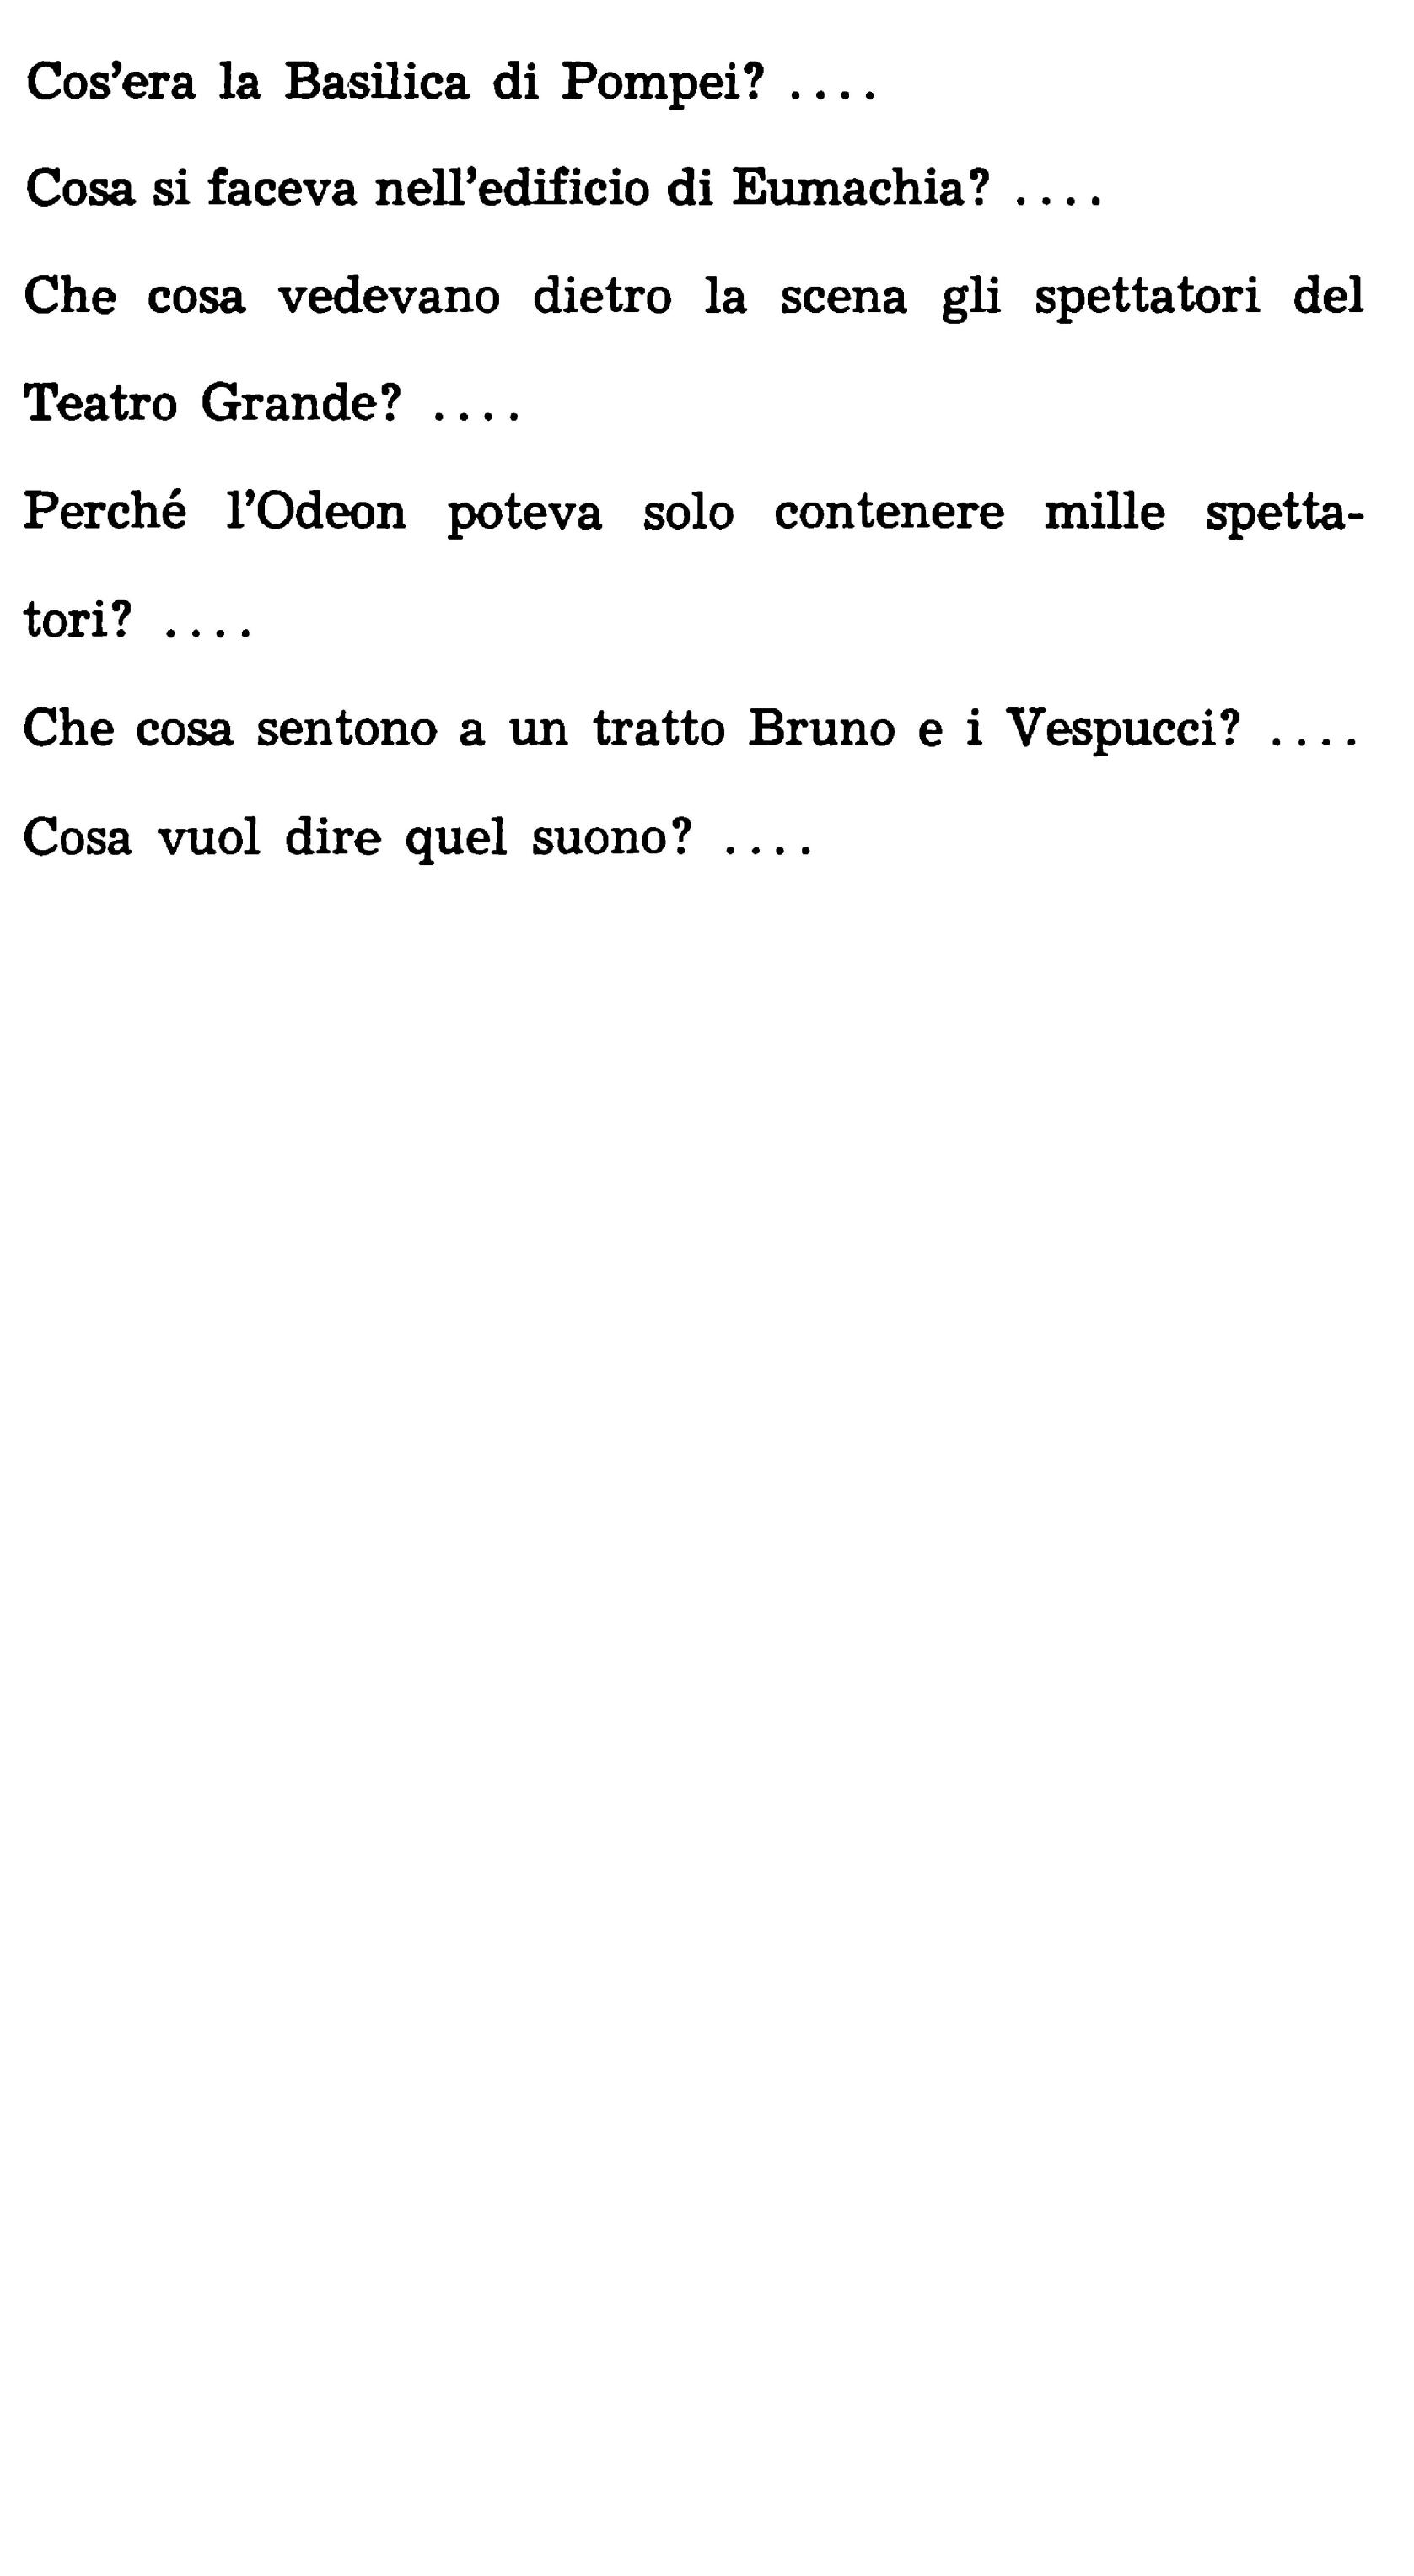 Cos’era la Basilica di Pompei? ....
Cosa si faceva nell’edificio di Eumachia? ....
Che cosa vedevano dietro la scena gli spettatori del
Teatro Grande? ....
Perché l’Odeon poteva solo contenere mille spetta-
tori? ....
Che cosa sentono a un tratto Bruno e i Vespucci? ....
Cosa vuol dire quel suono? ....